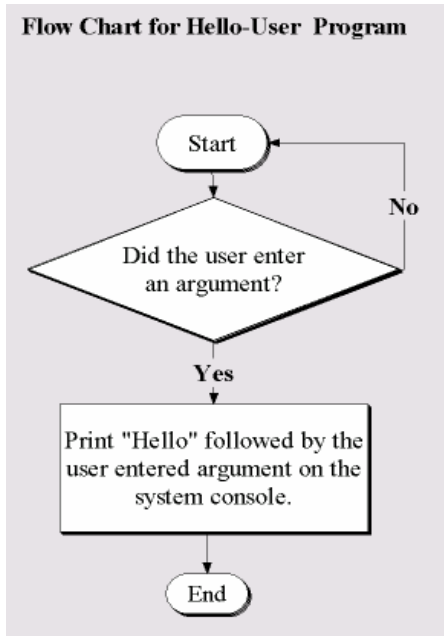 Flow Chart for Hello-User Program
Start
No
Did the user enter
an argument?
Yes
Print "Hello" followed by the
user entered argument on the
system console.
End